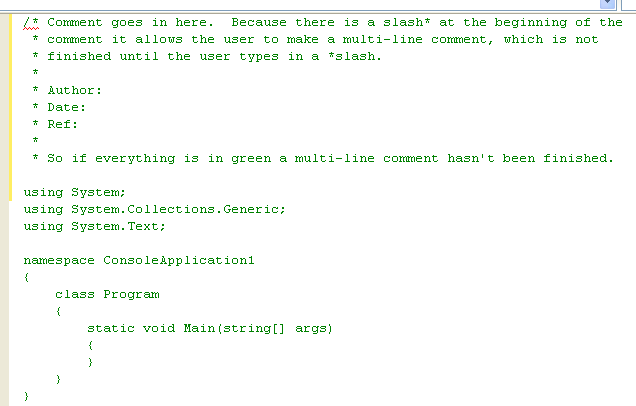 /* Comment goes in here.  Because there is a slash* at the beginning of the
 * comment it allows the user to make a multi-line comment, which is not
 * finished until the user types in a *slash.
 *
 * Author:
 * Date:
 * Ref:
 *
 * So if everything is in green a multi-line comment hasn't been finished.

using System;
using System.Collections.Generic;
using System.Text;

namespace ConsoleApplication1
{
    class Program
    {
        static void Main(string[] args)
        {
        }
    }
}